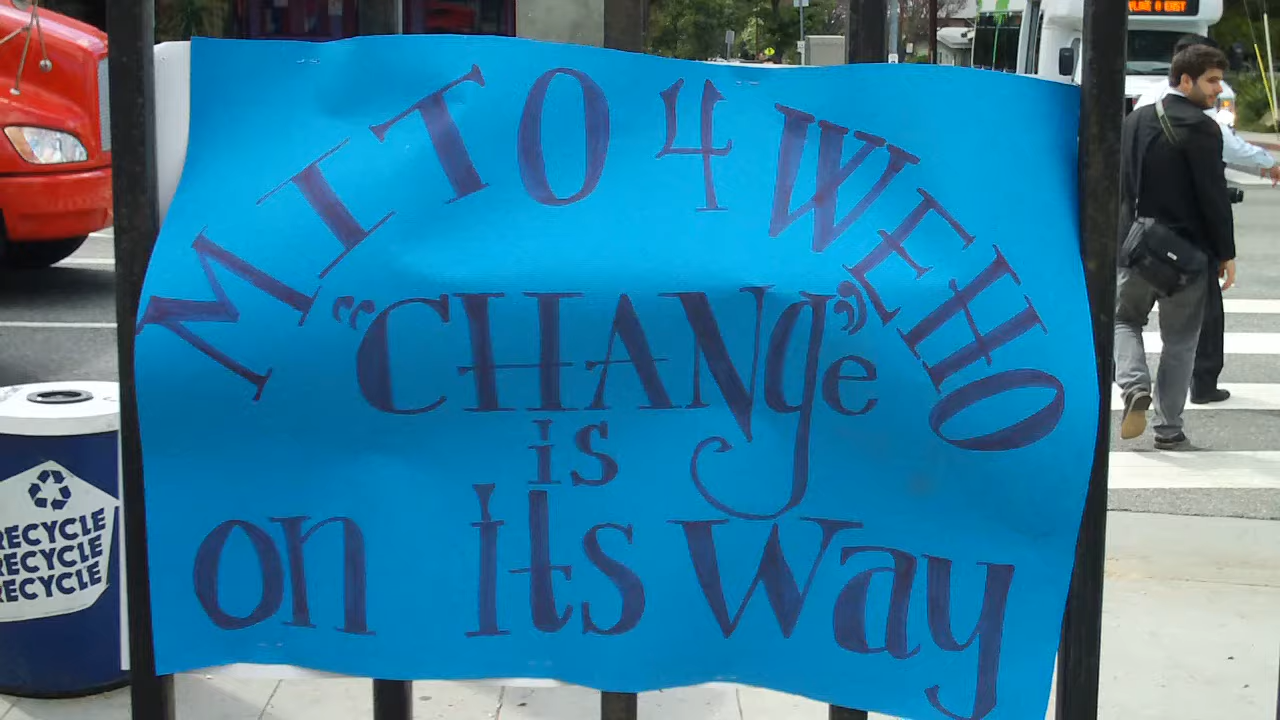 MITO 4 WEHO
"CHANge"
is
on its way
RECYCLE
RECYCLE
RECYCLE